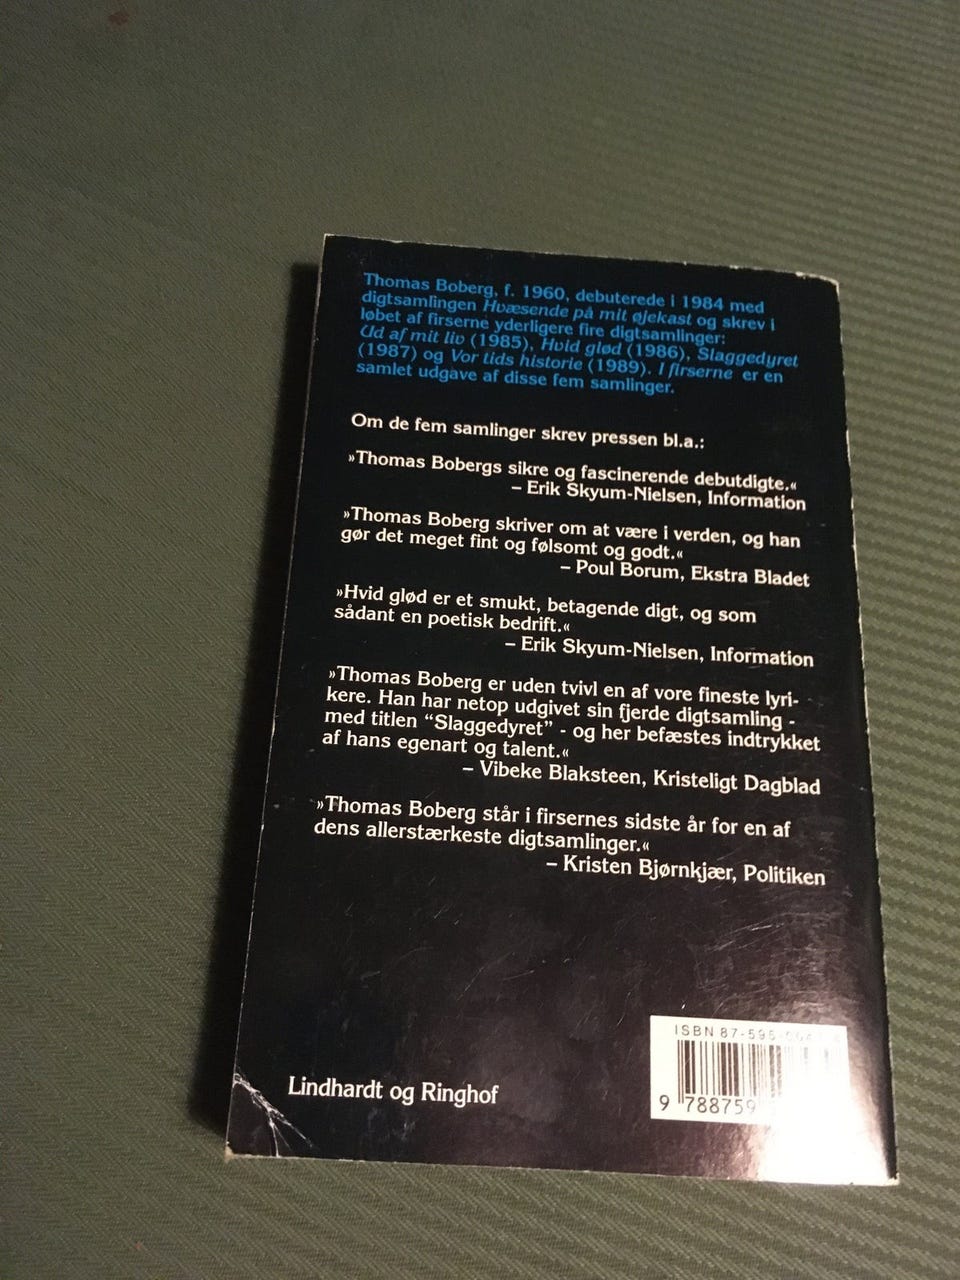 Thomas Boberg, f. 1960, debuterede i 1984 med
digtsamlingen Hvæsende på mit øjekast og skrev i
løbet af firserne yderligere fire digtsamlinger:
Ud af mit liv (1985), Hvid glød (1986), Slaggedyret
(1987) og Vor tids historie (1989). I firserne er en
samlet udgave af disse fem samlinger.
Om de fem samlinger skrev pressen bl.a.:
»Thomas Bobergs sikre og fascinerende debutdigte.«
– Erik Skyum-Nielsen, Information
»Thomas Boberg skriver om at være i verden, og han
gør det meget fint og følsomt og godt.«
– Poul Borum, Ekstra Bladet
»Hvid glød er et smukt, betagende digt, og som
sådant en poetisk bedrift.«
– Erik Skyum-Nielsen, Information
»Thomas Boberg er uden tvivl en af vore fineste lyri-
kere. Han har netop udgivet sin fjerde digtsamling -
med titlen “Slaggedyret” - og her befæstes indtrykket
af hans egenart og talent.«
– Vibeke Blaksteen, Kristeligt Dagblad
»Thomas Boberg står i firsernes sidste år for en af
dens allerstærkeste digtsamlinger.«
– Kristen Bjørnkjær, Politiken
ISBN 87-595-
9 788759
Lindhardt og Ringhof